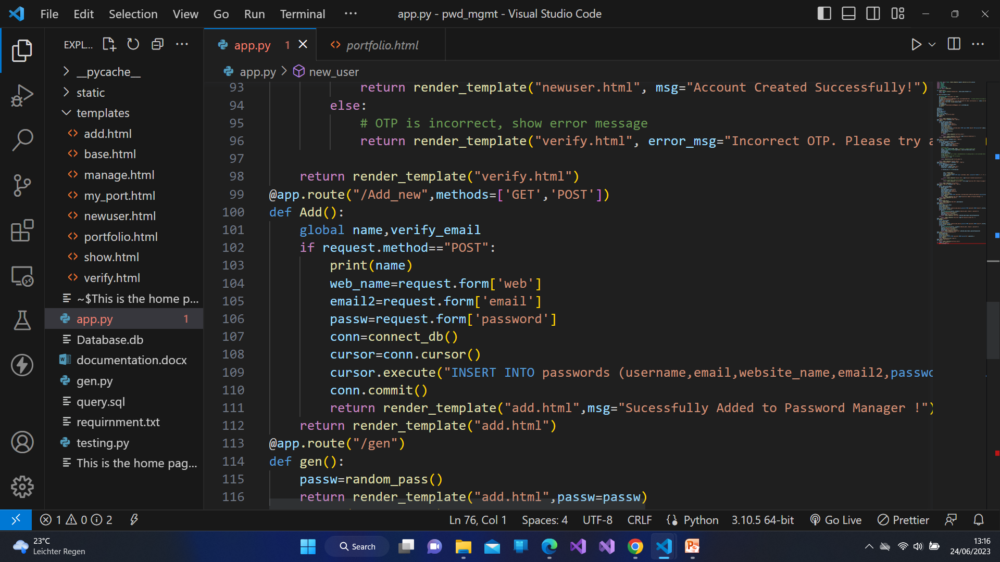 File Edit Selection View Go Run Terminal ··· app.py - pwd_mgmt - Visual Studio Code
EXPL... app.py 1 portfolio.html
app.py > new_user
__pycache__
static
templates
add.html
base.html
manage.html
my_port.html
newuser.html
portfolio.html
show.html
verify.html
~$This is the home p...
app.py 1
Database.db
documentation.docx
gen.py
query.sql
requirnment.txt
testing.py
This is the home pag...
93 return render_template("newuser.html", msg="Account Created Successfully!")
94 else:
95 # OTP is incorrect, show error message
96 return render_template("verify.html", error_msg="Incorrect OTP. Please try a
97
98 return render_template("verify.html")
99 @app.route("/Add_new",methods=['GET','POST'])
100 def Add():
101 global name,verify_email
102 if request.method=="POST":
103 print(name)
104 web_name=request.form['web']
105 email2=request.form['email']
106 passw=request.form['password']
107 conn=connect_db()
108 cursor=conn.cursor()
109 cursor.execute("INSERT INTO passwords (username,email,website_name,email2,passwo
110 conn.commit()
111 return render_template("add.html",msg="Sucessfully Added to Password Manager !")
112 return render_template("add.html")
113 @app.route("/gen")
114 def gen():
115 passw=random_pass()
116 return render_template("add.html",passw=passw)
1 0 2 Ln 76, Col 1 Spaces: 4 UTF-8 CRLF Python 3.10.5 64-bit Go Live Prettier
23°C
Leichter Regen
Search
13:16
24/06/2023